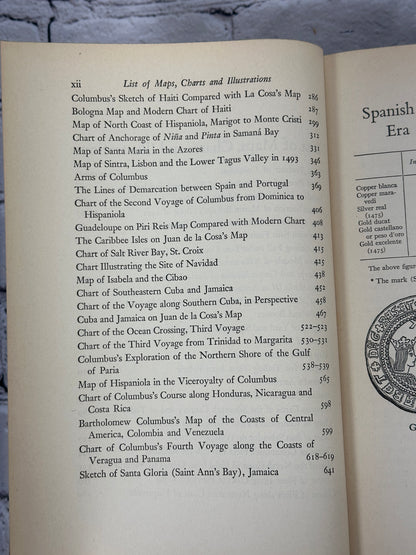 xii List of Maps, Charts and Illustrations
Columbus's Sketch of Haiti Compared with La Cosa's Map 286
Bologna Map and Modern Chart of Haiti 287
Map of North Coast of Hispaniola, Marigot to Monte Cristi 299
Chart of Anchorage of Niña and Pinta in Samaná Bay 312
Map of Santa Maria in the Azores 331
Map of Sintra, Lisbon and the Lower Tagus Valley in 1493 346
Arms of Columbus 363
The Lines of Demarcation between Spain and Portugal 369
Chart of the Second Voyage of Columbus from Dominica to
Hispaniola 406
Guadeloupe on Piri Reis Map Compared with Modern Chart 408
The Caribbee Isles on Juan de la Cosa's Map 413
Chart of Salt River Bay, St. Croix 415
Chart Illustrating the Site of Navidad 425
Map of Isabela and the Cibao 438
Chart of Southeastern Cuba and Jamaica 452
Chart of the Voyage along Southern Cuba, in Perspective 458
Cuba and Jamaica on Juan de la Cosa's Map 467
Chart of the Ocean Crossing, Third Voyage 522–523
Chart of the Third Voyage from Trinidad to Margarita 530–531
Columbus's Exploration of the Northern Shore of the Gulf
of Paria 538–539
Map of Hispaniola in the Viceroyalty of Columbus 565
Chart of Columbus's Course along Honduras, Nicaragua and
Costa Rica 598
Bartholomew Columbus's Map of the Coasts of Central
America, Colombia and Venezuela 599
Chart of Columbus's Fourth Voyage along the Coasts of
Veragua and Panama 618–619
Sketch of Santa Gloria (Saint Ann's Bay), Jamaica 641
Spanish
Era
In
Copper blanca
Copper mara-
vedi
Silver real
(1475)
Gold ducat
Gold castellano
or peso d'oro
Gold excelente
(1475)
The above figur
* The mark (S
G